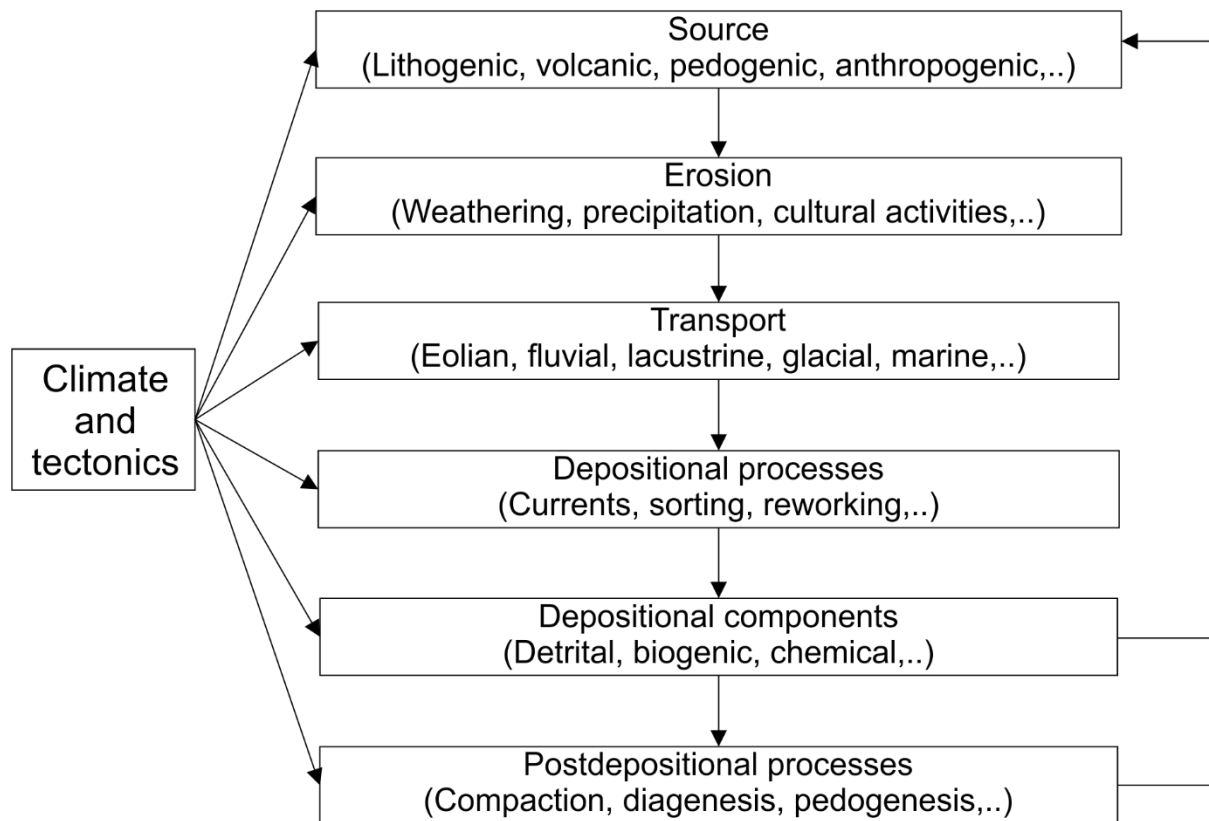 Source
(Lithogenic, volcanic, pedogenic, anthropogenic,..)
Erosion
(Weathering, precipitation, cultural activities,..)
Transport
(Eolian, fluvial, lacustrine, glacial, marine,..)
Climate
and
tectonics
Depositional processes
(Currents, sorting, reworking,..)
Depositional components
(Detrital, biogenic, chemical,..)
Postdepositional processes
(Compaction, diagenesis, pedogenesis,..)